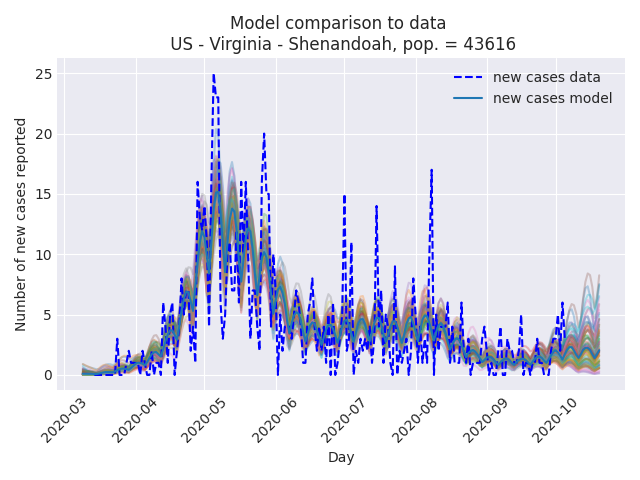 Model comparison to data
US - Virginia - Shenandoah, pop. = 43616
new cases data
new cases model
Number of new cases reported
25
20
15
10
5
0
2020-03
2020-04
2020-05
2020-06
2020-07
2020-08
2020-09
2020-10
Day